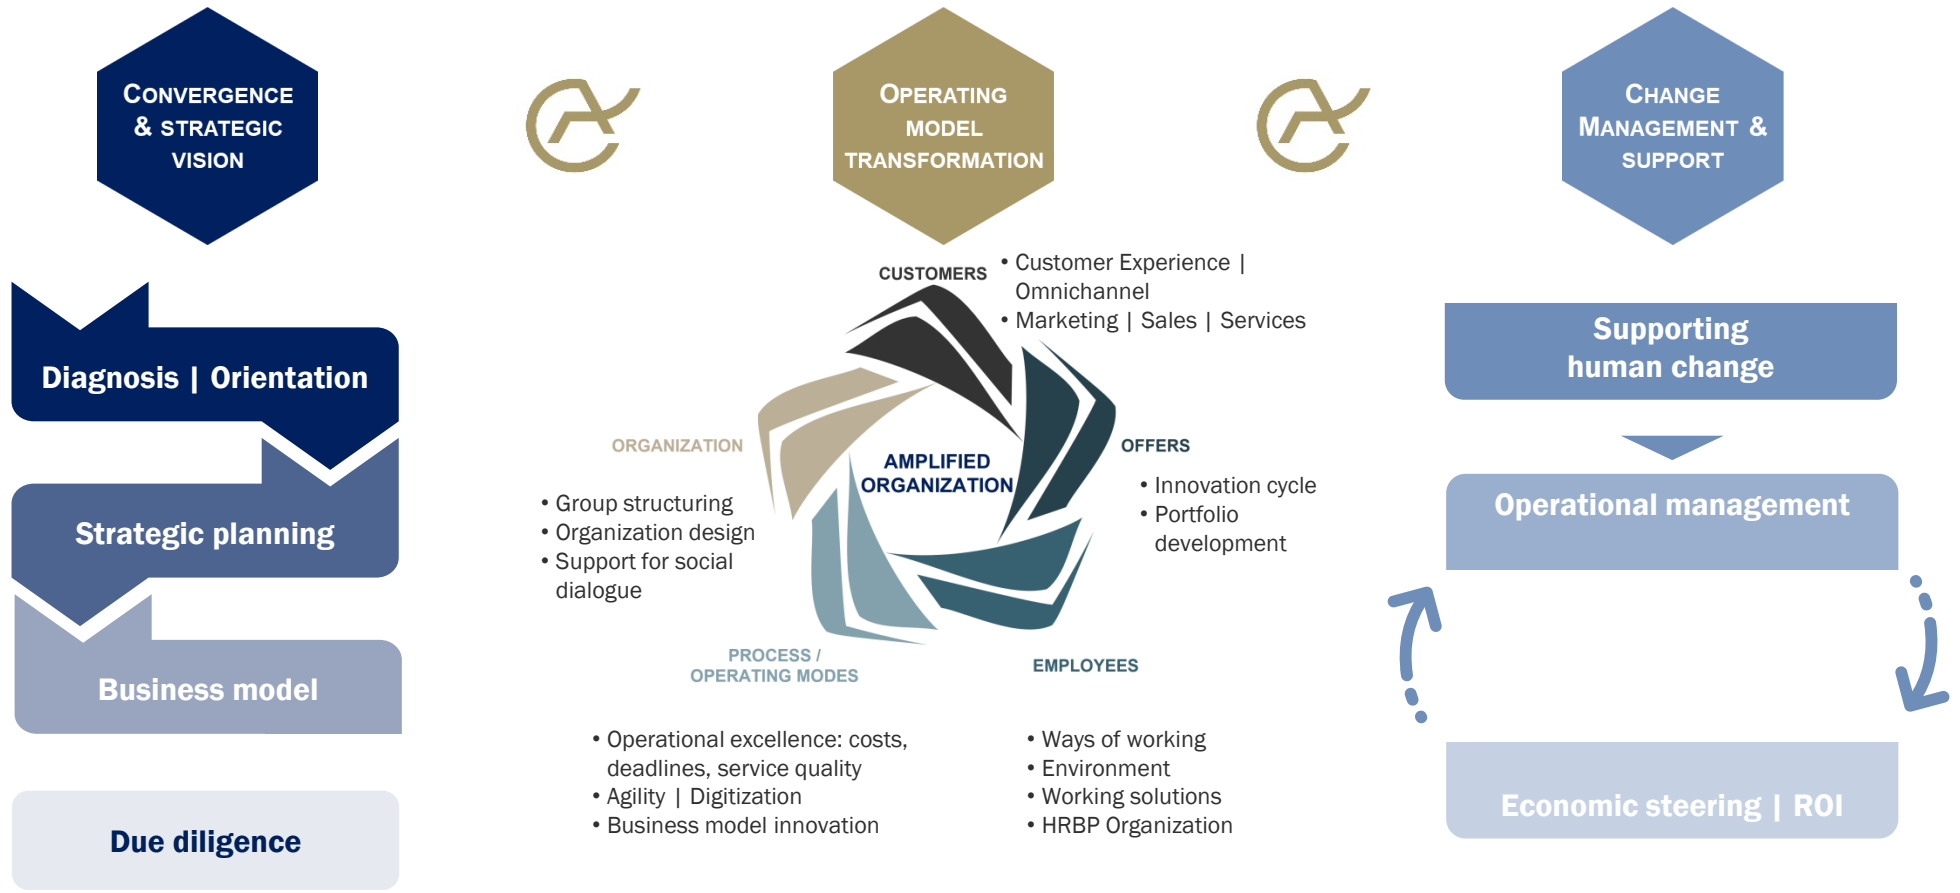 CONVERGENCE
& STRATEGIC
VISION
OPERATING
MODEL
TRANSFORMATION
CHANGE
MANAGEMENT &
SUPPORT
Diagnosis | Orientation
Strategic planning
Business model
Due diligence
CUSTOMERS
• Customer Experience |
Omnichannel
• Marketing | Sales | Services
ORGANIZATION
• Group structuring
• Organization design
• Support for social
dialogue
AMPLIFIED
ORGANIZATION
OFFERS
• Innovation cycle
• Portfolio
development
PROCESS /
OPERATING MODES
• Operational excellence: costs,
deadlines, service quality
• Agility | Digitization
• Business model innovation
EMPLOYEES
• Ways of working
• Environment
• Working solutions
• HRBP Organization
Supporting
human change
Operational management
Economic steering | ROI